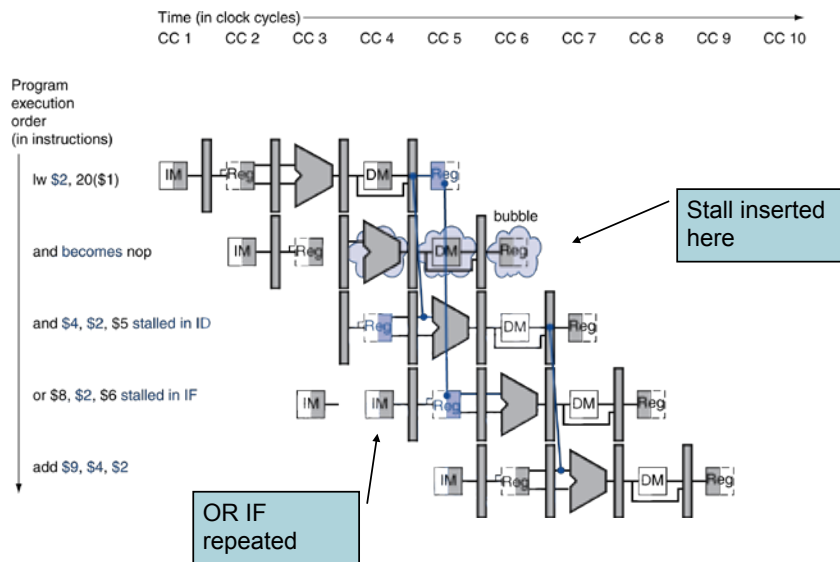 Time (in clock cycles)
CC 1 CC 2 CC 3 CC 4 CC 5 CC 6 CC 7 CC 8 CC 9 CC 10
Program
execution
order
(in instructions)
lw $2, 20($1)
IM Reg DM Reg
bubble
Stall inserted
here
and becomes nop
IM Reg DM Reg
and $4, $2, $5 stalled in ID
Reg DM Reg
or $8, $2, $6 stalled in IF
IM IM Reg DM Reg
add $9, $4, $2
IM Reg DM Reg
OR IF
repeated